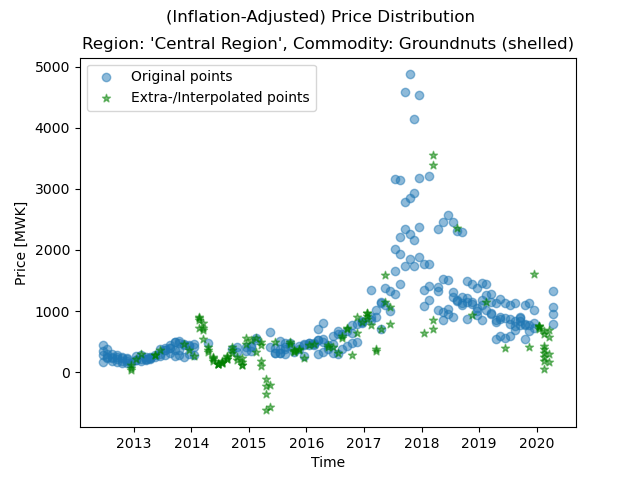 (Inflation-Adjusted) Price Distribution
Region: 'Central Region', Commodity: Groundnuts (shelled)
Original points
Extra-/Interpolated points
Price [MWK]
5000
4000
3000
2000
1000
0
2013 2014 2015 2016 2017 2018 2019 2020
Time